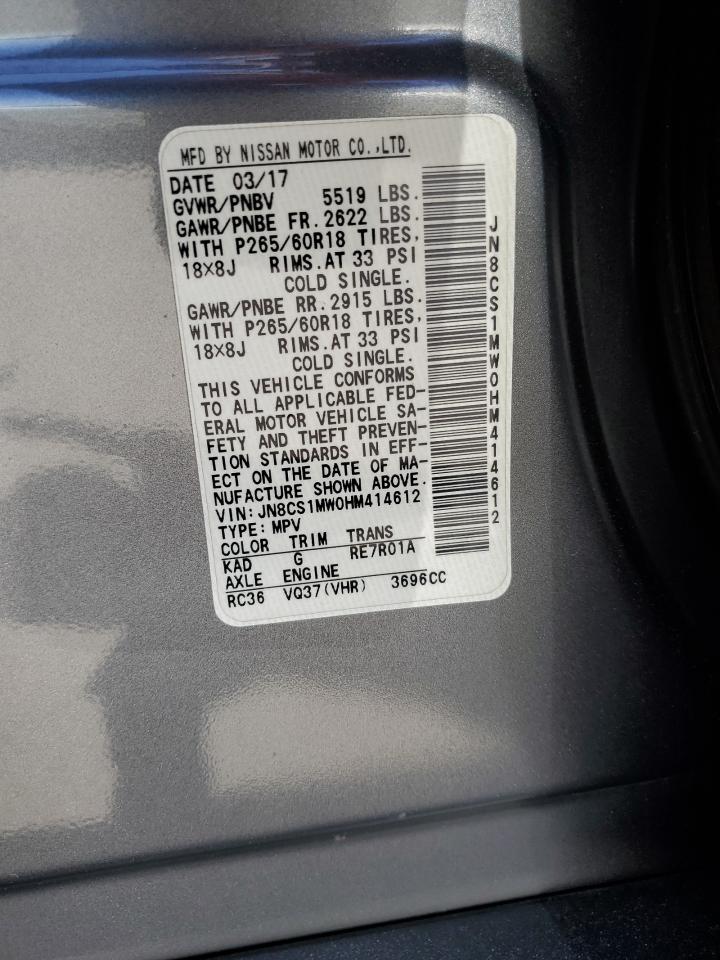 MFD BY NISSAN MOTOR CO.,LTD.
DATE 03/17
GVWR/PNBV 5519 LBS.
GAWR/PNBE FR.2622 LBS.
WITH P265/60R18 TIRES,
18×8J RIMS.AT 33 PSI
COLD SINGLE.
GAWR/PNBE RR.2915 LBS.
WITH P265/60R18 TIRES,
18×8J RIMS.AT 33 PSI
COLD SINGLE.
THIS VEHICLE CONFORMS
TO ALL APPLICABLE FED-
ERAL MOTOR VEHICLE SA-
FETY AND THEFT PREVEN-
TION STANDARDS IN EFF-
ECT ON THE DATE OF MA-
NUFACTURE SHOWN ABOVE.
VIN:JN8CS1MW0HM414612
TYPE:MPV
COLOR TRIM TRANS
KAD G RE7R01A
AXLE ENGINE
RC36 VQ37(VHR) 3696CC
JN8CS1MW0HM414612